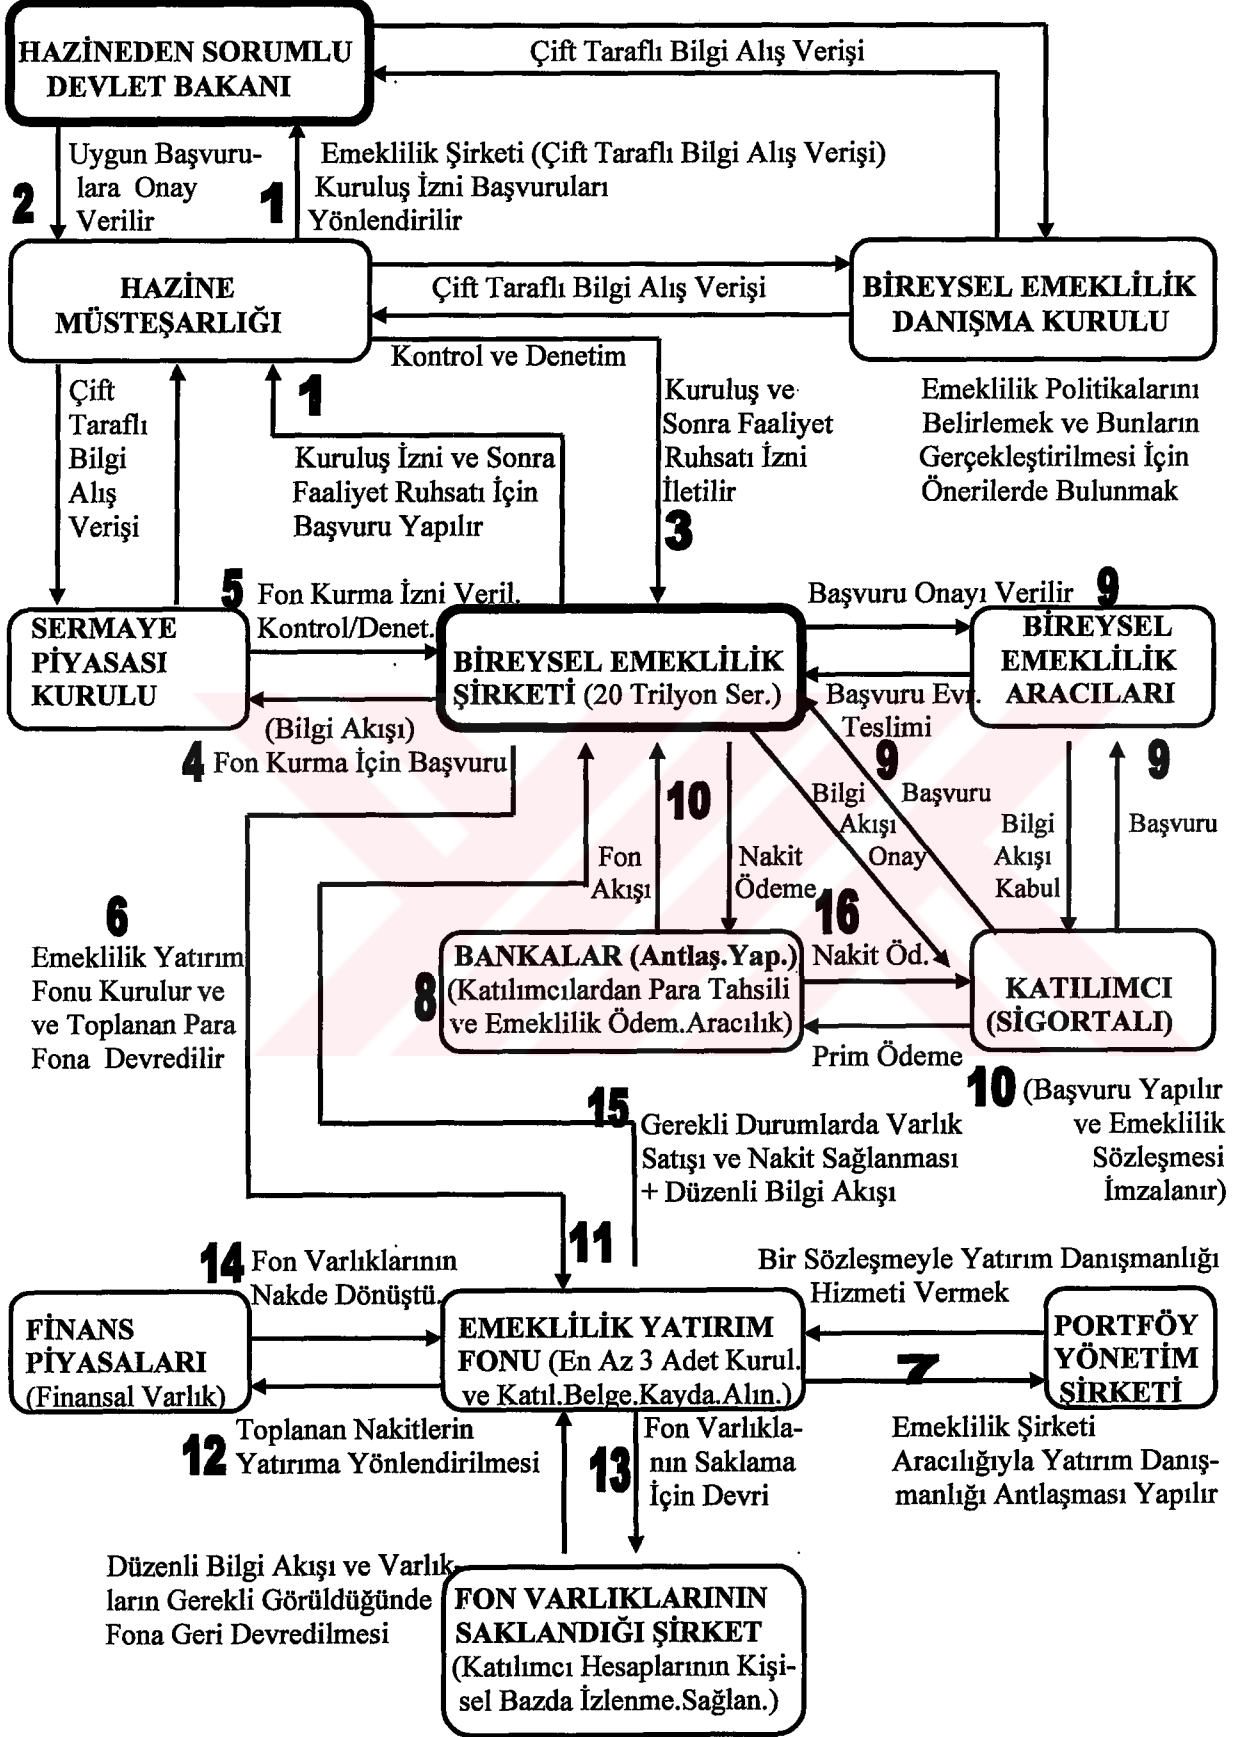 HAZİNEDEN SORUMLU
DEVLET BAKANI
Çift Taraflı Bilgi Alış Verişi
2
Uygun Başvuru-
lara Onay
Verilir
1
Emeklilik Şirketi (Çift Taraflı Bilgi Alış Verişi)
Kuruluş İzni Başvuruları
Yönlendirilir
HAZİNE
MÜSTEŞARLIĞI
Çift Taraflı Bilgi Alış Verişi
BİREYSEL EMEKLİLİK
DANIŞMA KURULU
Kontrol ve Denetim
Çift
Taraflı
Bilgi
Alış
Verişi
1
Kuruluş İzni ve Sonra
Faaliyet Ruhsatı İçin
Başvuru Yapılır
Kuruluş ve
Sonra Faaliyet
Ruhsatı İzni
İletilir
3
Emeklilik Politikalarını
Belirlemek ve Bunların
Gerçekleştirilmesi İçin
Önerilerde Bulunmak
5 Fon Kurma İzni Veril.
Kontrol/Denet.
SERMAYE
PİYASASI
KURULU
BİREYSEL EMEKLİLİK
ŞİRKETİ (20 Trilyon Ser.)
Başvuru Onayı Verilir 9
BİREYSEL
EMEKLİLİK
ARACILARI
Başvuru Evr.
Teslimi
9
(Bilgi Akışı)
4 Fon Kurma İçin Başvuru
10
Fon
Akışı
Nakit
Ödeme
Bilgi
Akışı
Onay
Başvuru
Bilgi
Akışı
Kabul
9
Başvuru
6
Emeklilik Yatırım
Fonu Kurulur ve
ve Toplanan Para
Fona Devredilir
8
BANKALAR (Antlaş.Yap.)
(Katılımcılardan Para Tahsili
ve Emeklilik Ödem.Aracılık)
16
Nakit Öd.
Prim Ödeme
KATILIMCI
(SİGORTALI)
10 (Başvuru Yapılır
ve Emeklilik
Sözleşmesi
İmzalanır)
15
Gerekli Durumlarda Varlık
Satışı ve Nakit Sağlanması
+ Düzenli Bilgi Akışı
11
14 Fon Varlıklarının
Nakde Dönüştü.
Bir Sözleşmeyle Yatırım Danışmanlığı
Hizmeti Vermek
FİNANS
PİYASALARI
(Finansal Varlık)
EMEKLİLİK YATIRIM
FONU (En Az 3 Adet Kurul.
ve Katıl.Belge.Kayda.Alın.)
7
PORTFÖY
YÖNETİM
ŞİRKETİ
12 Toplanan Nakitlerin
Yatırıma Yönlendirilmesi
13
Fon Varlıkla-
nın Saklama
İçin Devri
Emeklilik Şirketi
Aracılığıyla Yatırım Danış-
manlığı Antlaşması Yapılır
Düzenli Bilgi Akışı ve Varlık-
ların Gerekli Görüldüğünde
Fona Geri Devredilmesi
FON VARLIKLARININ
SAKLANDIĞI ŞİRKET
(Katılımcı Hesaplarının Kişi-
sel Bazda İzlenme.Sağlan.)